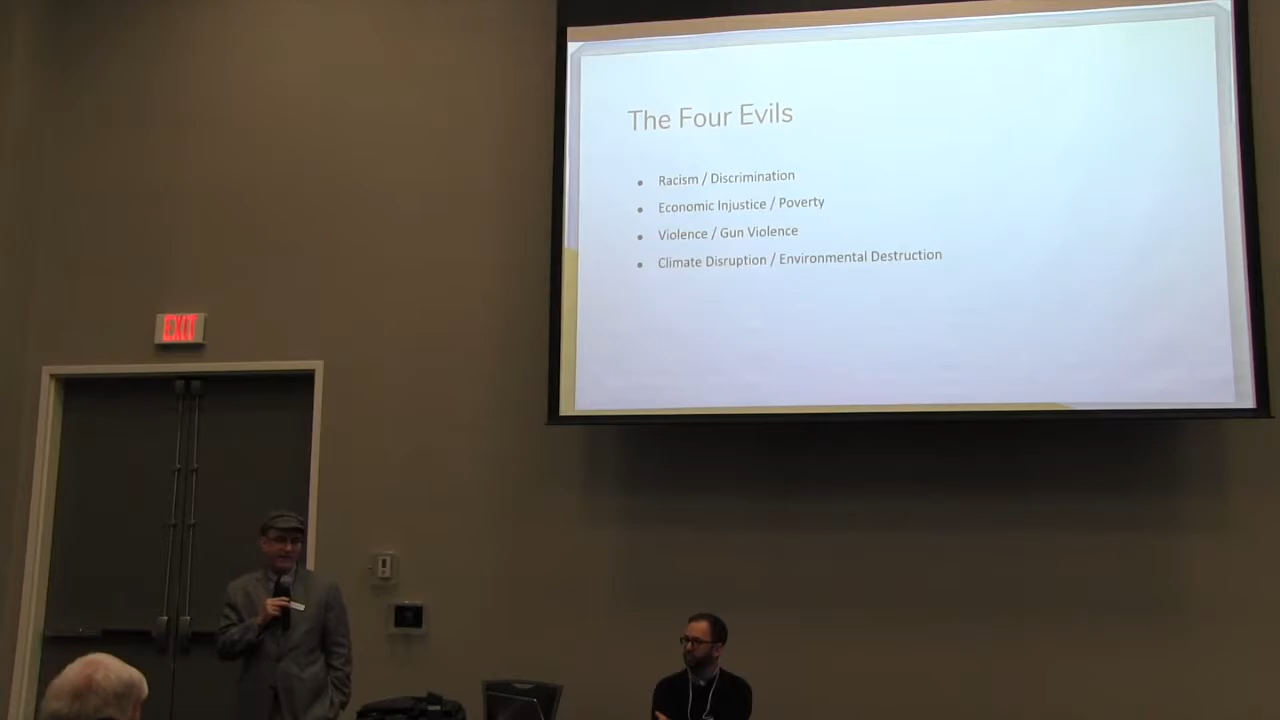 The Four Evils
Racism / Discrimination
Economic Injustice / Poverty
Violence / Gun Violence
Climate Disruption / Environmental Destruction
EXIT